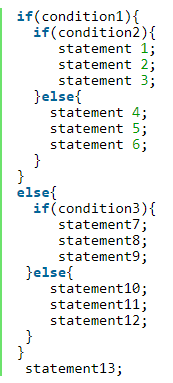 if(condition1){
  if(condition2){
     statement 1;
     statement 2;
     statement 3;
  }else{
    statement 4;
    statement 5;
    statement 6;
  }
}
else{
  if(condition3){
     statement7;
     statement8;
     statement9;
 }else{
    statement10;
    statement11;
    statement12;
 }
}
 statement13;